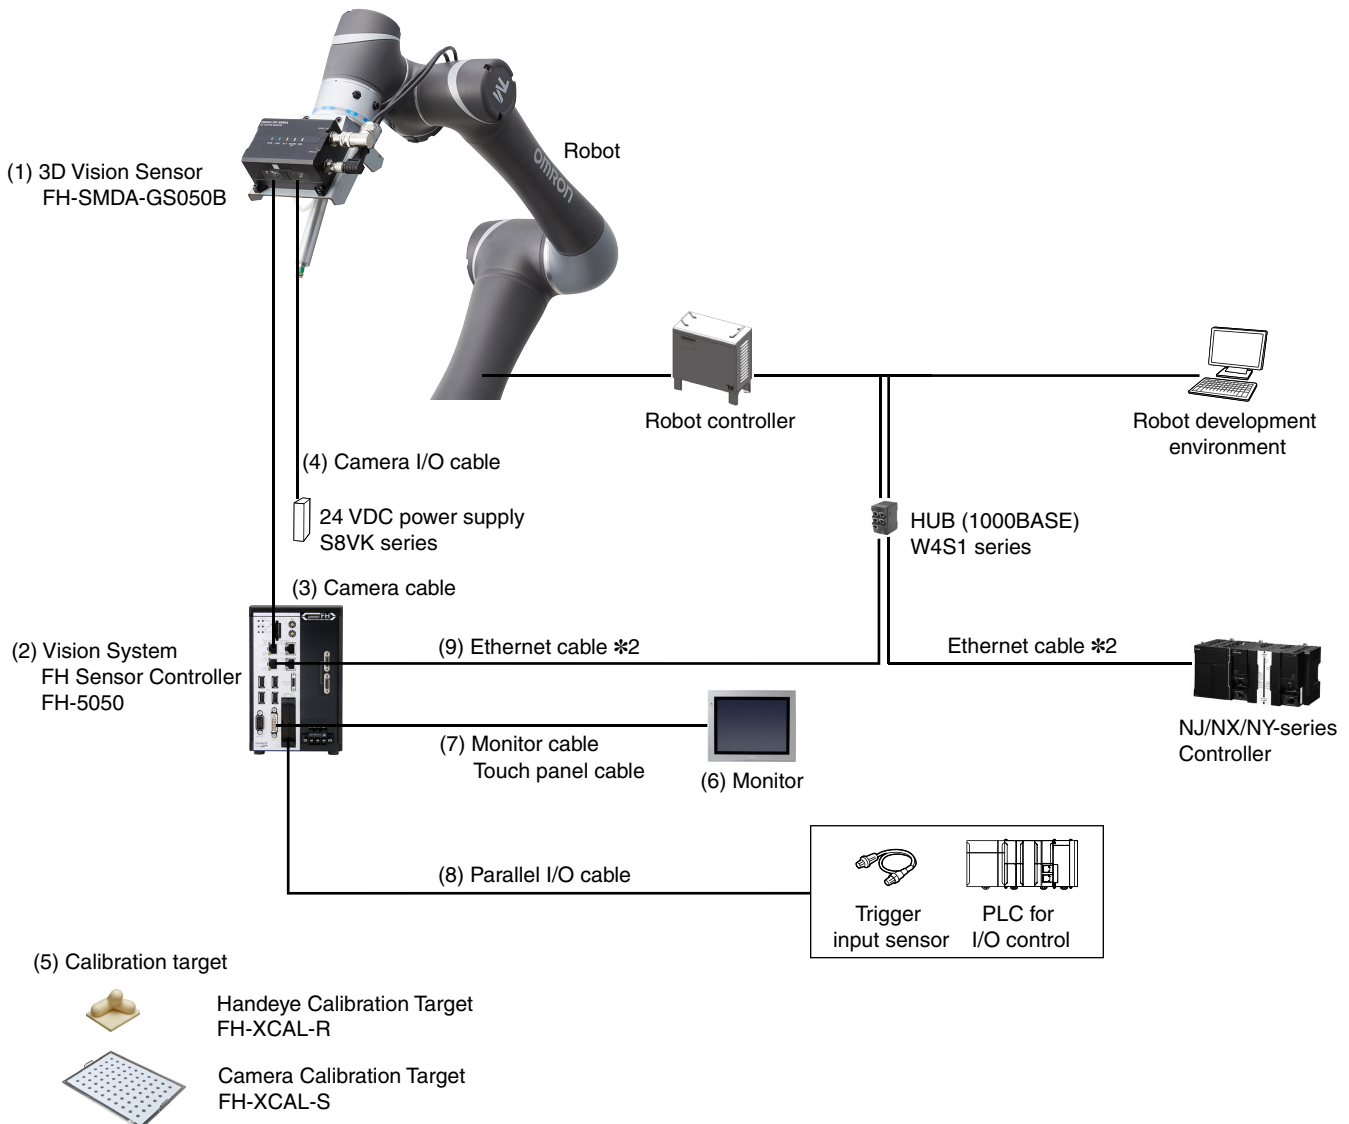 OMRON
Robot
(1) 3D Vision Sensor
FH-SMDA-GS050B
Robot controller
Robot development
environment
(4) Camera I/O cable
24 VDC power supply
S8VK series
HUB (1000BASE)
W4S1 series
(3) Camera cable
FH
(2) Vision System
FH Sensor Controller
FH-5050
(9) Ethernet cable ✻2
Ethernet cable ✻2
NJ/NX/NY-series
Controller
(7) Monitor cable
Touch panel cable
(6) Monitor
(8) Parallel I/O cable
Trigger
input sensor
PLC for
I/O control
(5) Calibration target
Handeye Calibration Target
FH-XCAL-R
Camera Calibration Target
FH-XCAL-S